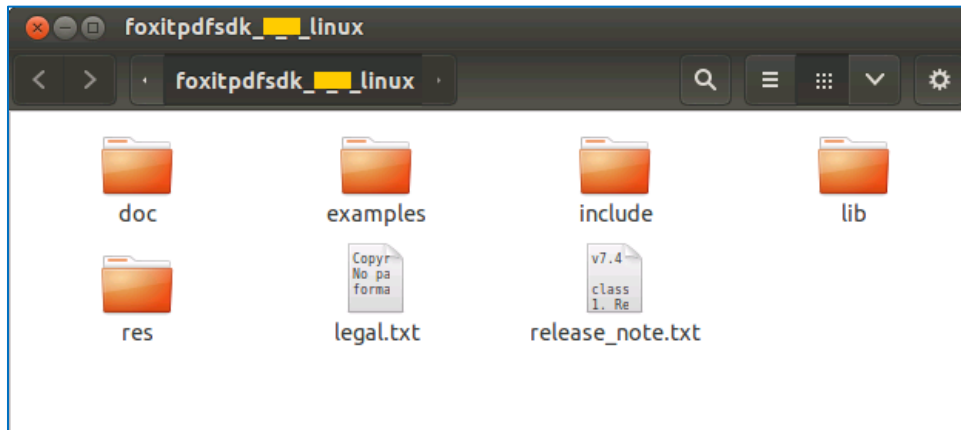 foxitpdfsdk_ _ _linux
foxitpdfsdk_ _ _linux
doc
examples
include
lib
Copyr
No pa
forma
v7.4
class
1. Re
res
legal.txt
release_note.txt